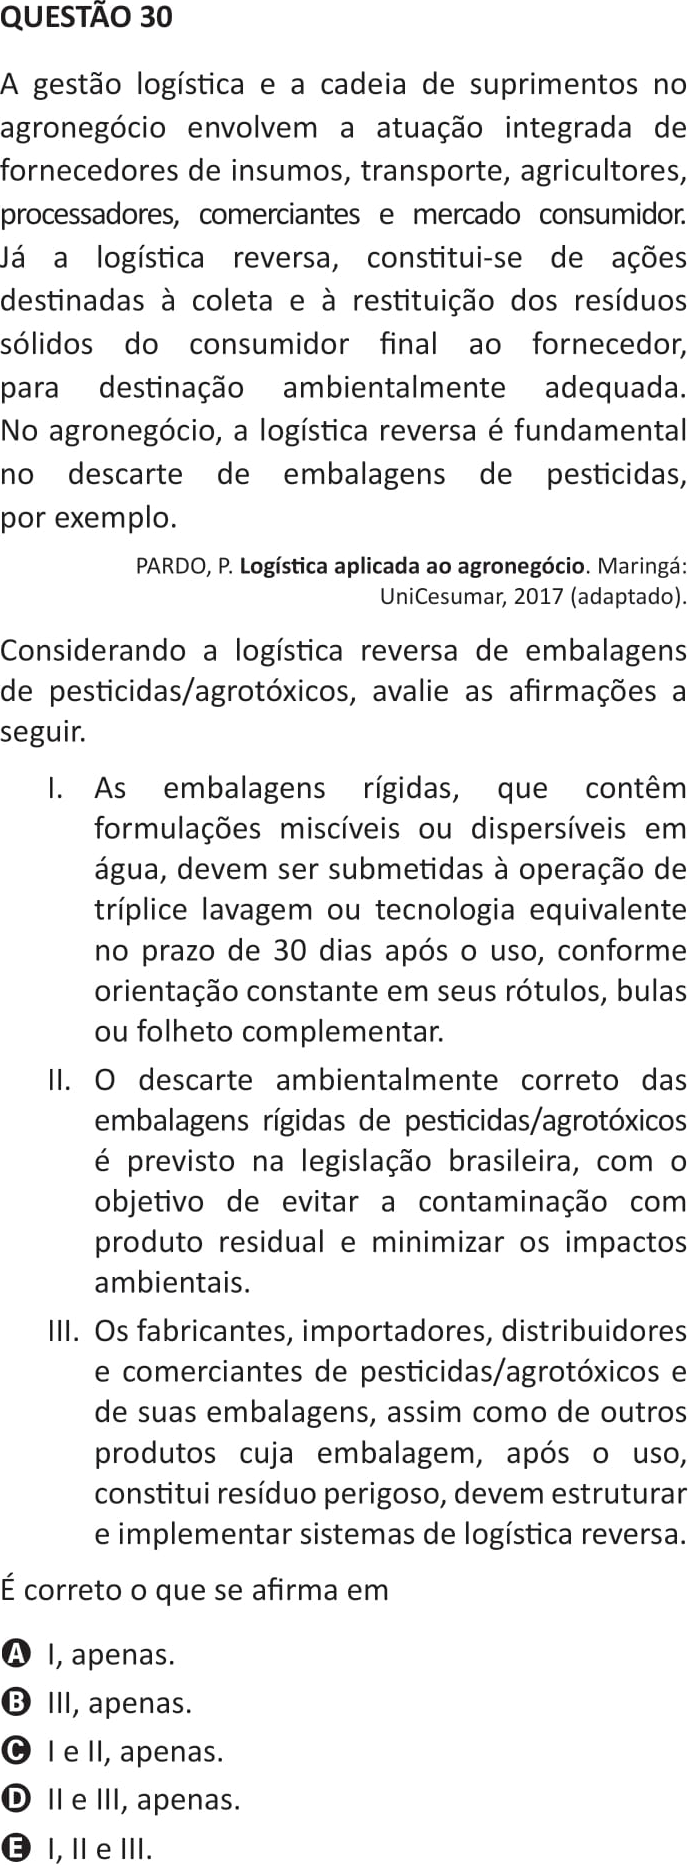 QUESTÃO 30
A gestão logística e a cadeia de suprimentos no
agronegócio envolvem a atuação integrada de
fornecedores de insumos, transporte, agricultores,
processadores, comerciantes e mercado consumidor.
Já a logística reversa, constitui-se de ações
destinadas à coleta e à restituição dos resíduos
sólidos do consumidor final ao fornecedor,
para destinação ambientalmente adequada.
No agronegócio, a logística reversa é fundamental
no descarte de embalagens de pesticidas,
por exemplo.
PARDO, P. Logística aplicada ao agronegócio. Maringá:
UniCesumar, 2017 (adaptado).
Considerando a logística reversa de embalagens
de pesticidas/agrotóxicos, avalie as afirmações a
seguir.
I. As embalagens rígidas, que contêm
formulações miscíveis ou dispersíveis em
água, devem ser submetidas à operação de
tríplice lavagem ou tecnologia equivalente
no prazo de 30 dias após o uso, conforme
orientação constante em seus rótulos, bulas
ou folheto complementar.
II. O descarte ambientalmente correto das
embalagens rígidas de pesticidas/agrotóxicos
é previsto na legislação brasileira, com o
objetivo de evitar a contaminação com
produto residual e minimizar os impactos
ambientais.
III. Os fabricantes, importadores, distribuidores
e comerciantes de pesticidas/agrotóxicos e
de suas embalagens, assim como de outros
produtos cuja embalagem, após o uso,
constitui resíduo perigoso, devem estruturar
e implementar sistemas de logística reversa.
É correto o que se afirma em
A I, apenas.
B III, apenas.
C I e II, apenas.
D II e III, apenas.
E I, II e III.